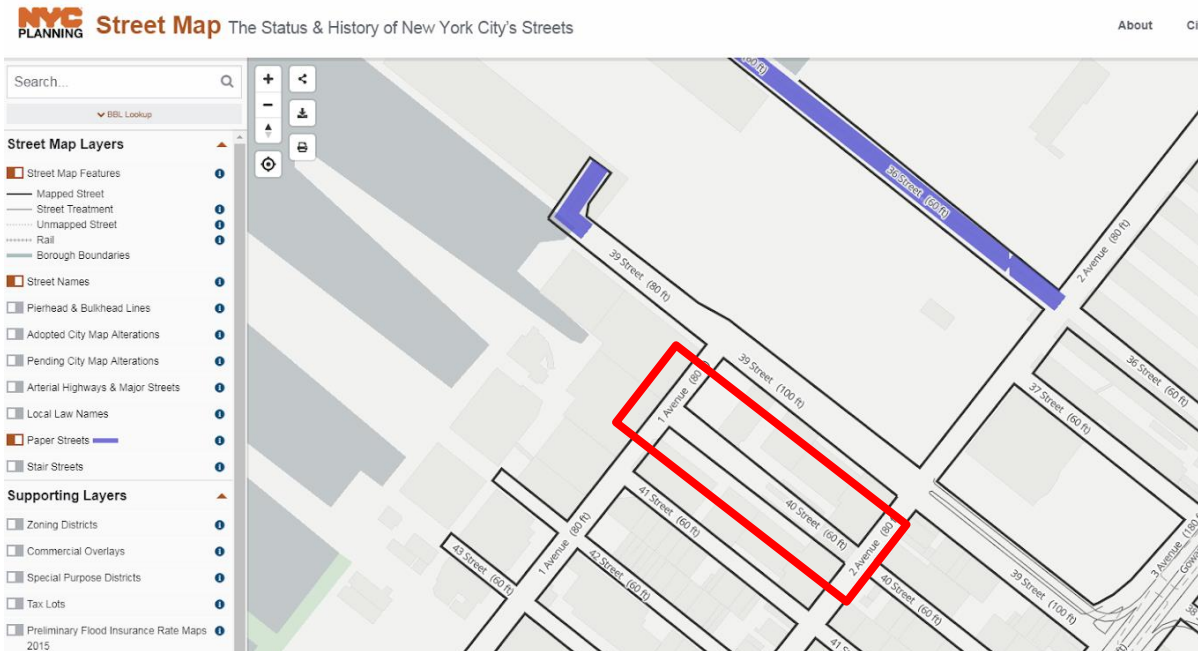 NYC
PLANNING
Street Map The Status & History of New York City's Streets
About
Search...
BBL Lookup
Street Map Layers
Street Map Features
Mapped Street
Street Treatment
Unmapped Street
Rail
Borough Boundaries
Street Names
Pierhead & Bulkhead Lines
Adopted City Map Alterations
Pending City Map Alterations
Arterial Highways & Major Streets
Local Law Names
Paper Streets
Stair Streets
Supporting Layers
Zoning Districts
Commercial Overlays
Special Purpose Districts
Tax Lots
Preliminary Flood Insurance Rate Maps
2015
(60 ft)
36 Street (60 ft)
2 Avenue (80 ft)
39 Street (80 ft)
36 Street (60 ft)
39 Street (100 ft)
1 Avenue (80
37 Street (60 ft)
41 Street (60 ft)
40 Street (60 ft)
1 Avenue (80 ft)
2 Avenue (80
43 Street (60 ft)
42 Street (60 ft)
40 Street (60 ft)
39 Street (100 ft)
3 Avenue (180